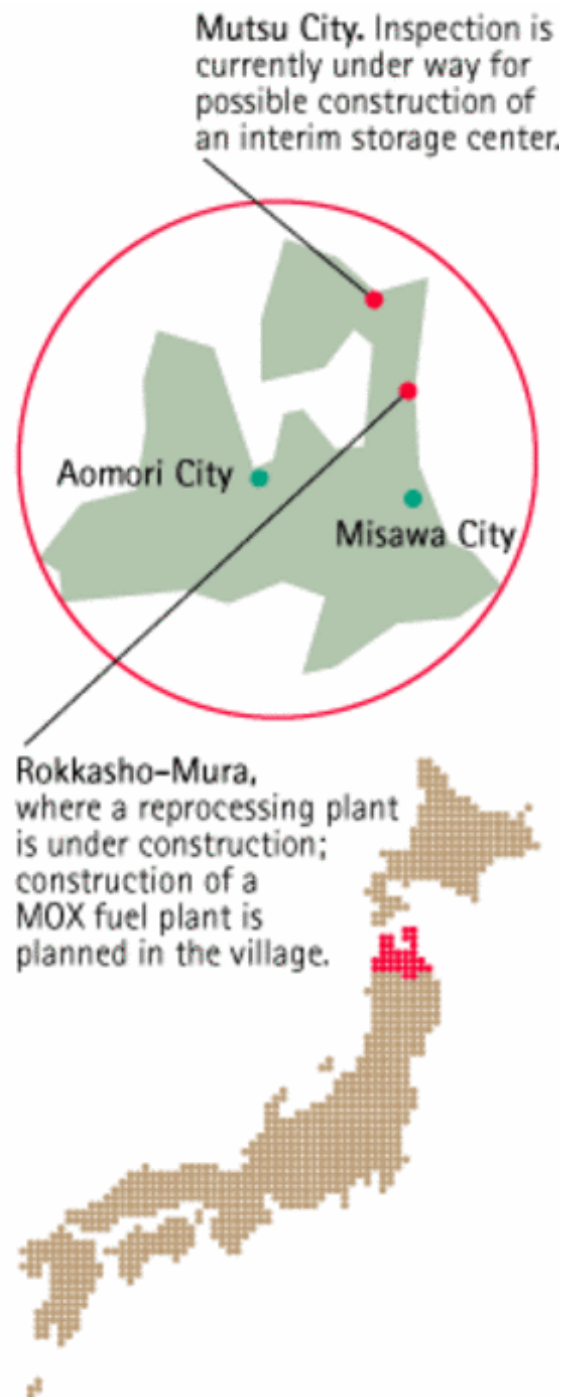 Mutsu City. Inspection is
currently under way for
possible construction of
an interim storage center.
Aomori City
Misawa City
Rokkasho-Mura,
where a reprocessing plant
is under construction;
construction of a
MOX fuel plant is
planned in the village.